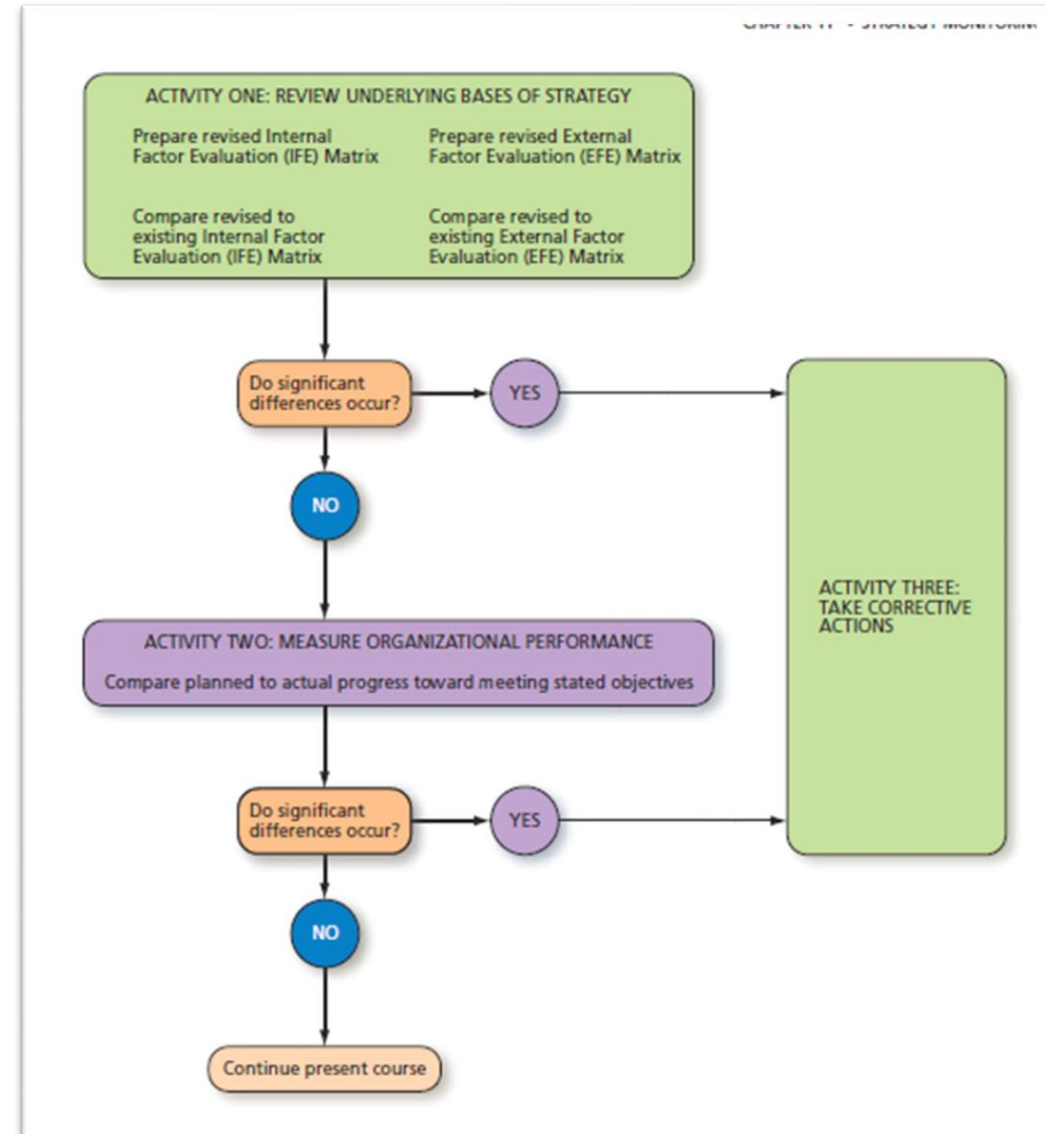 ACTIVITY ONE: REVIEW UNDERLYING BASES OF STRATEGY
Prepare revised Internal
Factor Evaluation (IFE) Matrix
Prepare revised External
Factor Evaluation (EFE) Matrix
Compare revised to
existing Internal Factor
Evaluation (IFE) Matrix
Compare revised to
existing External Factor
Evaluation (EFE) Matrix
Do significant
differences occur?
YES
NO
ACTIVITY THREE:
TAKE CORRECTIVE
ACTIONS
ACTIVITY TWO: MEASURE ORGANIZATIONAL PERFORMANCE
Compare planned to actual progress toward meeting stated objectives
Do significant
differences occur?
YES
NO
Continue present course